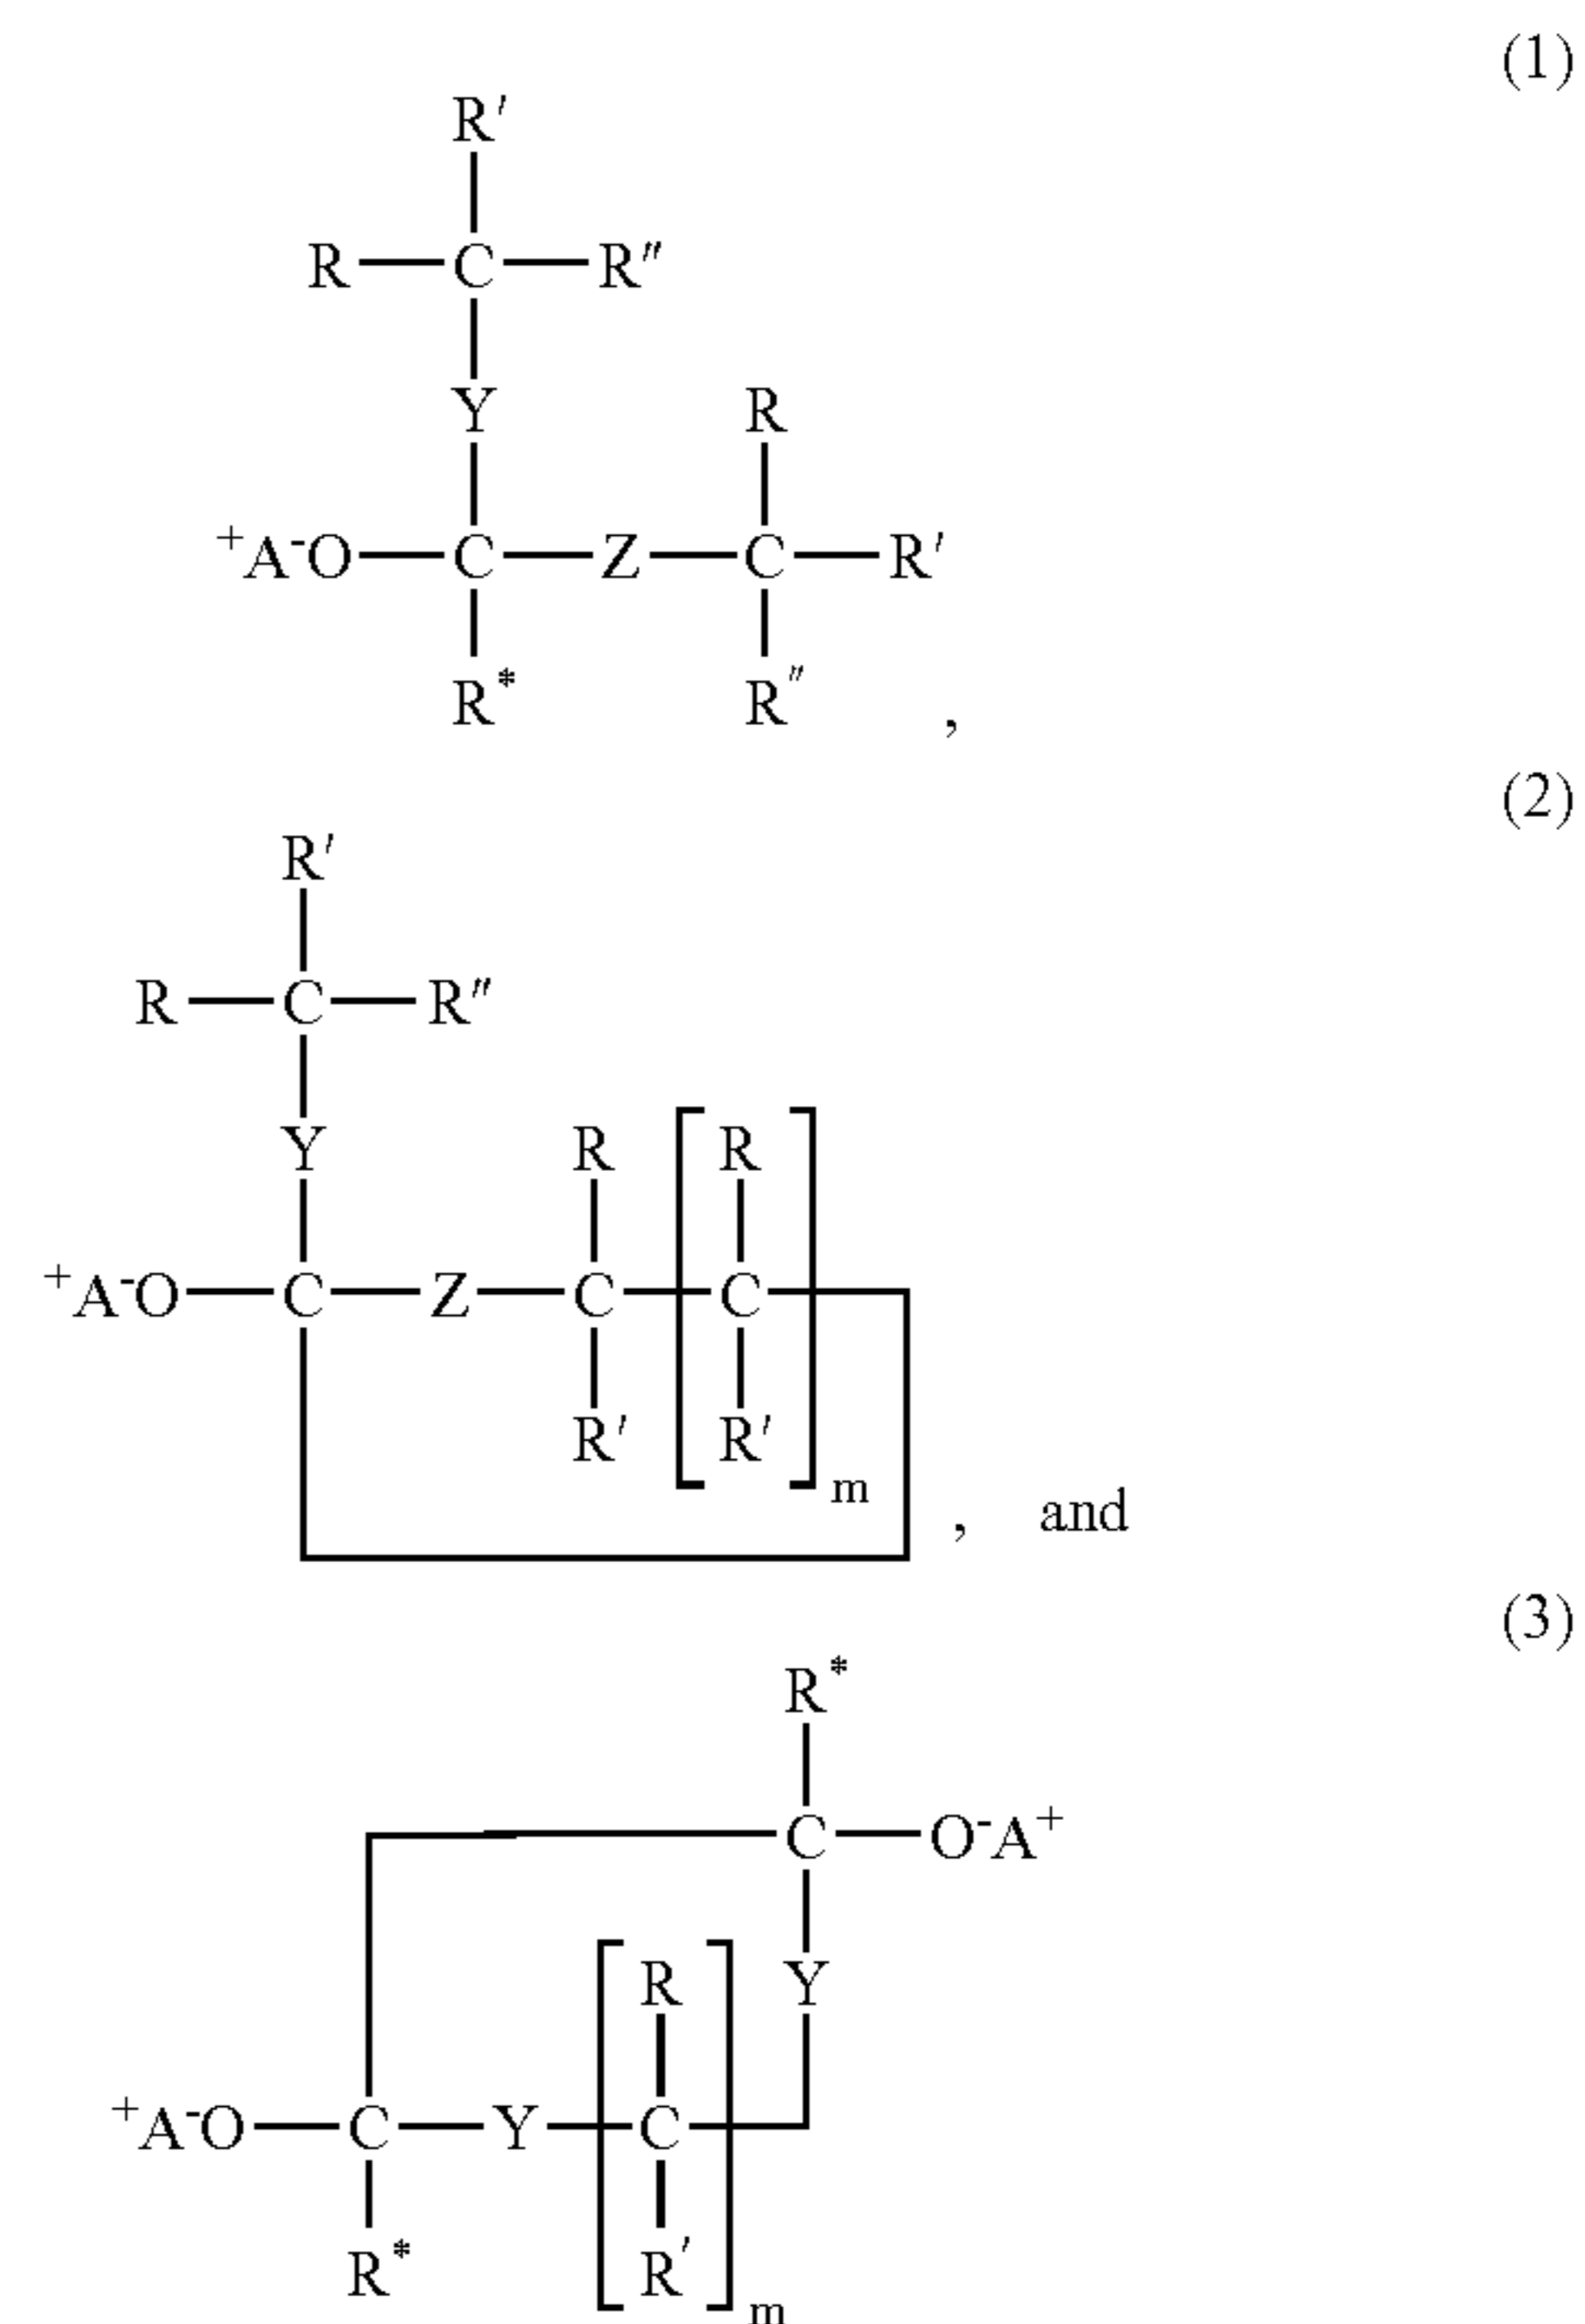 (1)
R′
R—C—R″
Y R
⁺A⁻O—C—Z—C—R′
R* R″ ,
(2)
R′
R—C—R″
Y R R
⁺A⁻O—C—Z—C—C
R′ R′
m
, and
(3)
R*
C—O⁻A⁺
R Y
⁺A⁻O—C—Y—C
R* R′
m